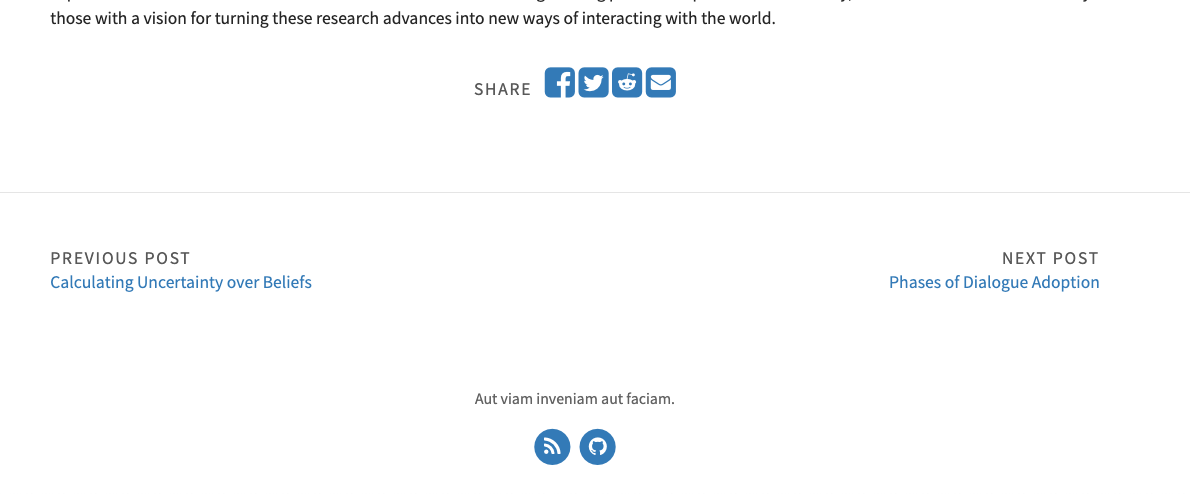 those with a vision for turning these research advances into new ways of interacting with the world.
SHARE
PREVIOUS POST
NEXT POST
Calculating Uncertainty over Beliefs
Phases of Dialogue Adoption
Aut viam inveniam aut faciam.